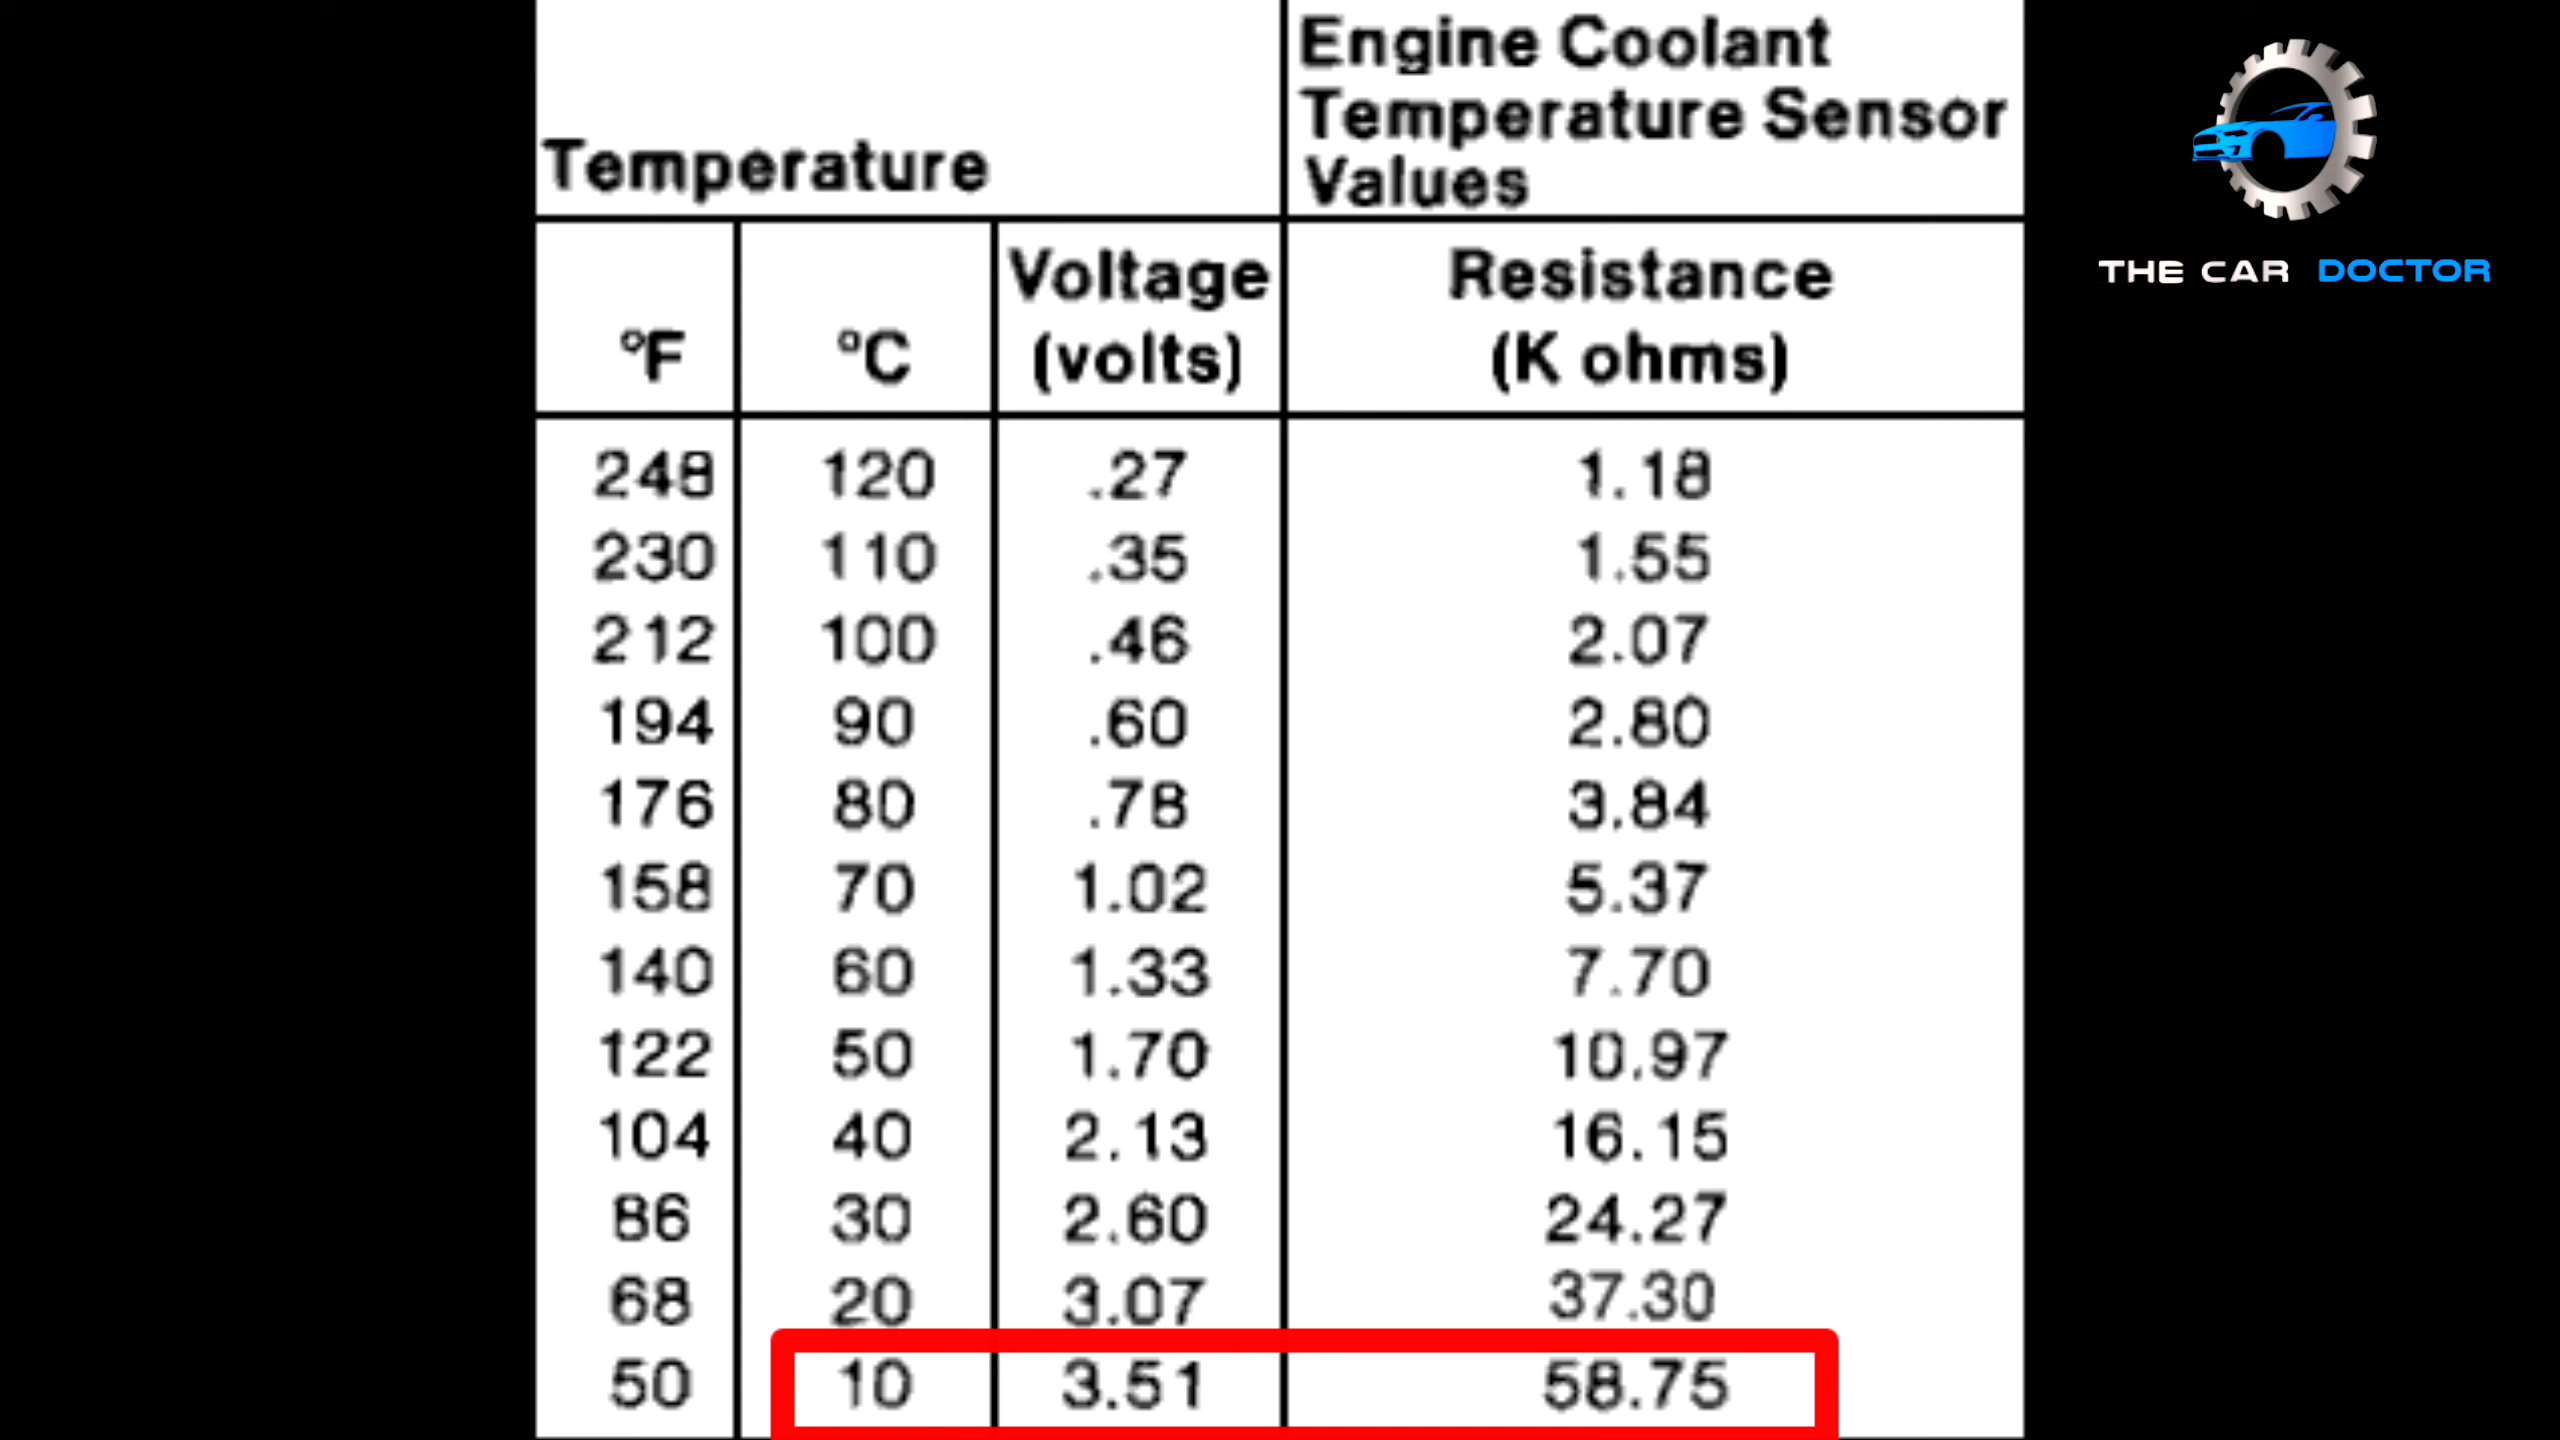 Engine Coolant
Temperature Sensor
Temperature Values
Voltage Resistance
°F °C (volts) (K ohms)
248 120 .27 1.18
230 110 .35 1.55
212 100 .46 2.07
194 90 .60 2.80
176 80 .78 3.84
158 70 1.02 5.37
140 60 1.33 7.70
122 50 1.70 10.97
104 40 2.13 16.15
86 30 2.60 24.27
68 20 3.07 37.30
50 10 3.51 58.75
THE CAR DOCTOR